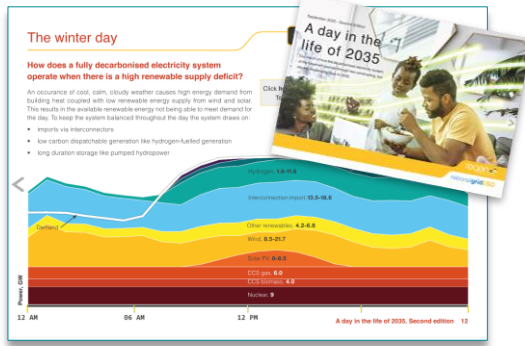 The winter day
How does a fully decarbonised electricity system
operate when there is a high renewable supply deficit?
An occurance of cool, calm, cloudy weather causes high energy demand from
building heat coupled with low renewable energy supply from wind and solar.
This results in the available renewable energy not being able to meet demand for
the day. To keep the system balanced throughout the day the system draws on:
• imports via interconnectors
• low carbon dispatchable generation like hydrogen-fuelled generation
• long duration storage like pumped hydropower
Click
September 2025 - Second edition
A day in the
life of 2035
regen
nationalgridESO
Hydrogen,
Interconnection import, 13.5-18.6
Demand
Other renewables, 4.2-6.8
Wind, 8.5-21.7
Solar PV,
CCS gas, 6.0
CCS biomass, 4.0
Nuclear, 9
Power, GW
12 AM
06 AM
12 PM
A day in the life of 2035, Second edition 12